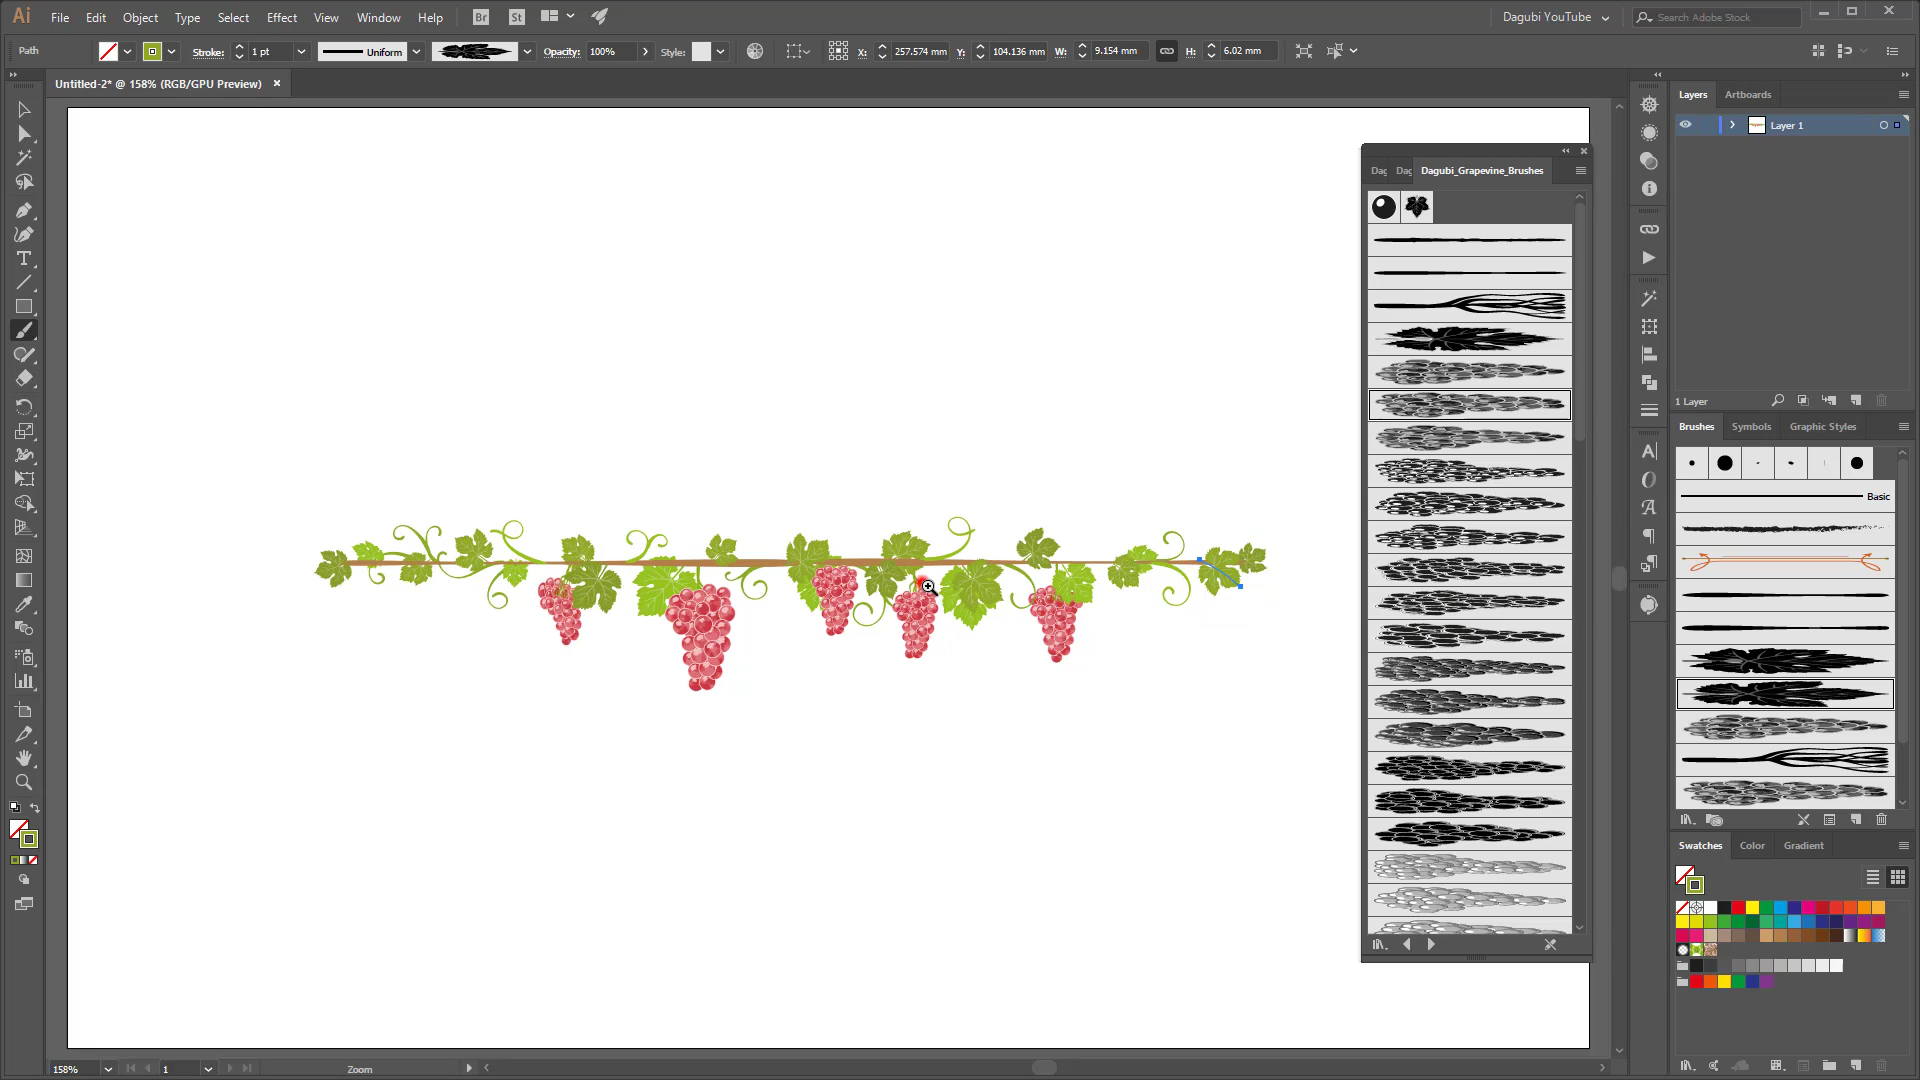 Ai File Edit Object Type Select Effect View Window Help Br St Dagubi YouTube Search Adobe Stock
Path Stroke: 1 pt Uniform Opacity: 100% Style: X: 257.574 mm Y: 104.136 mm W: 9.154 mm H: 6.02 mm
Untitled-2* @ 158% (RGB/GPU Preview)
Layers Artboards
Layer 1
Dag Dag Dagubi_Grapevine_Brushes
1 Layer
Brushes Symbols Graphic Styles
Basic
Swatches Color Gradient
158% 1 Zoom